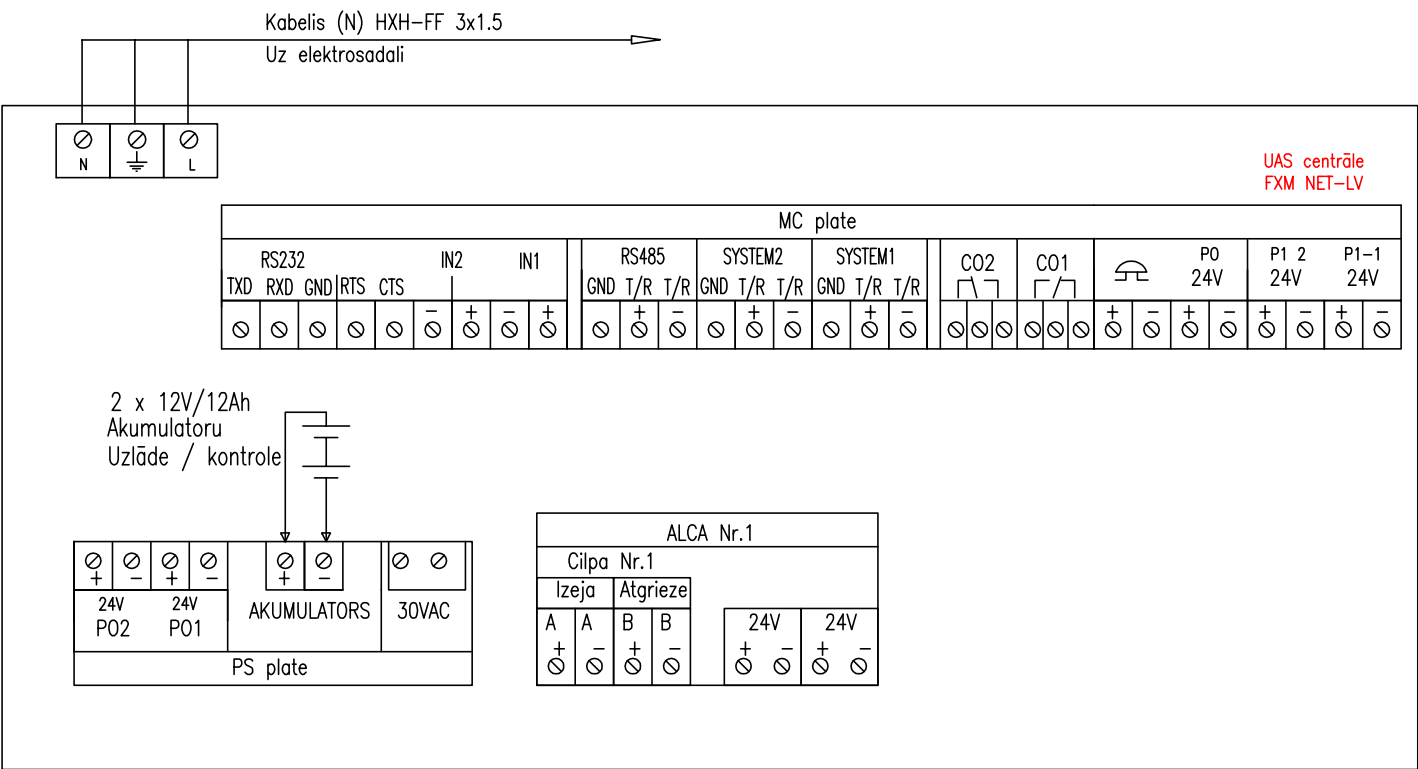 Kabelis (N) HXH-FF 3x1.5
Uz elektrosadali
N L
UAS centrāle
FXM NET-LV
MC plate
RS232 IN2 IN1 RS485 SYSTEM2 SYSTEM1 CO2 CO1 PO P1 2 P1-1
24V 24V 24V
TXD RXD GND RTS CTS GND T/R T/R GND T/R T/R GND T/R T/R
- + - + + - + - + - + - + - + - + -
2 x 12V/12Ah
Akumulatoru
Uzlāde / kontrole
+ - + - + -
24V 24V
PO2 PO1
AKUMULATORS
30VAC
PS plate
ALCA Nr.1
Cilpa Nr.1
Izeja Atgrieze
A A B B 24V 24V
+ - + - + - + -